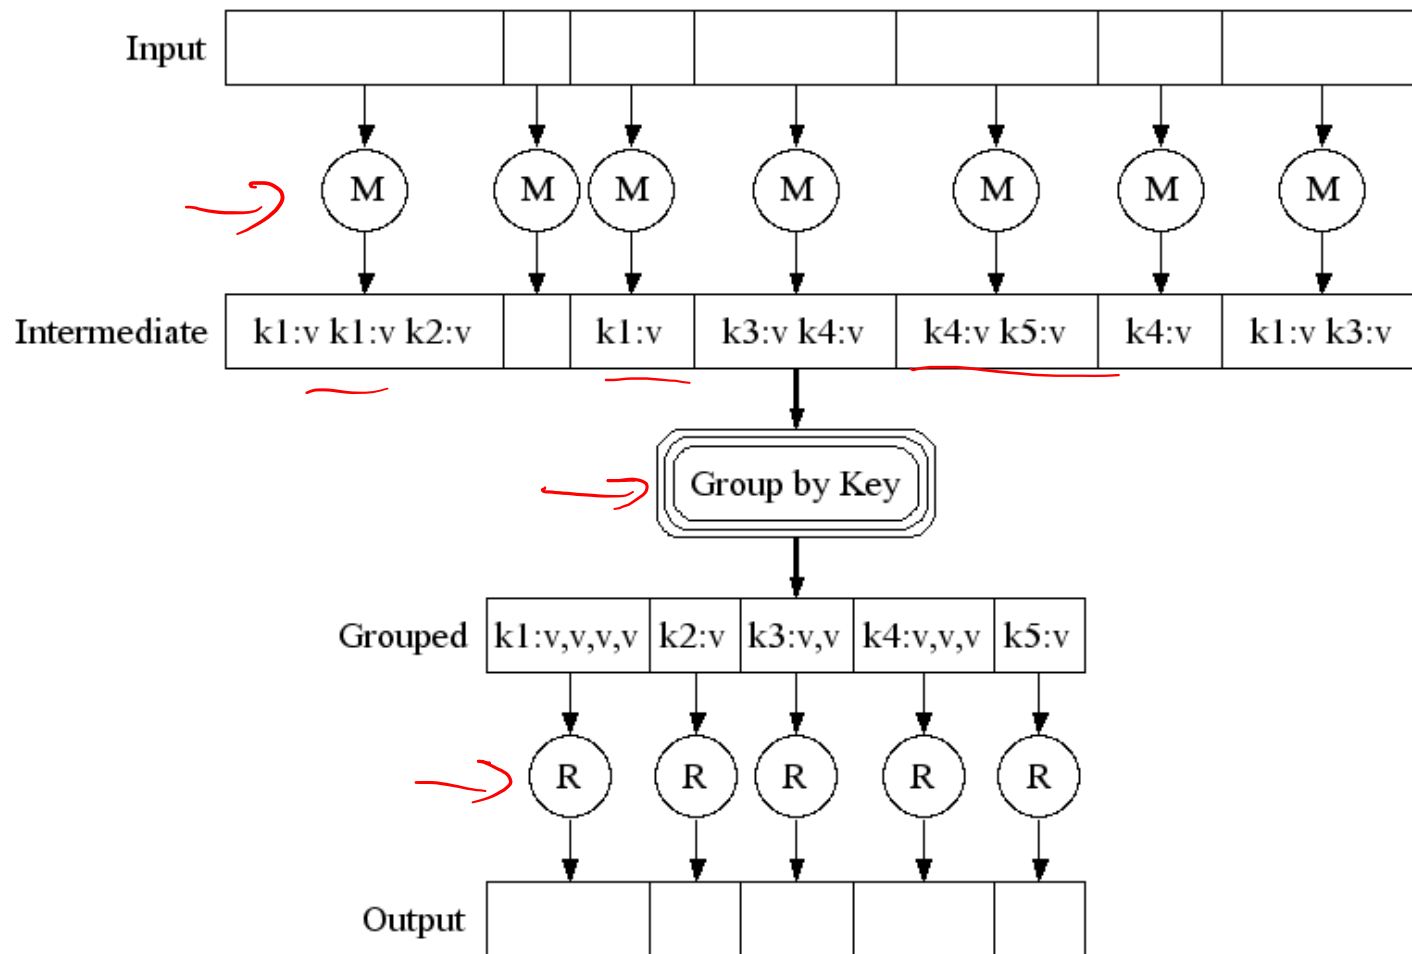 Input
M M M M M M M
Intermediate k1:v k1:v k2:v k1:v k3:v k4:v k4:v k5:v k4:v k1:v k3:v
Group by Key
Grouped k1:v,v,v,v k2:v k3:v,v k4:v,v,v k5:v
R R R R R
Output